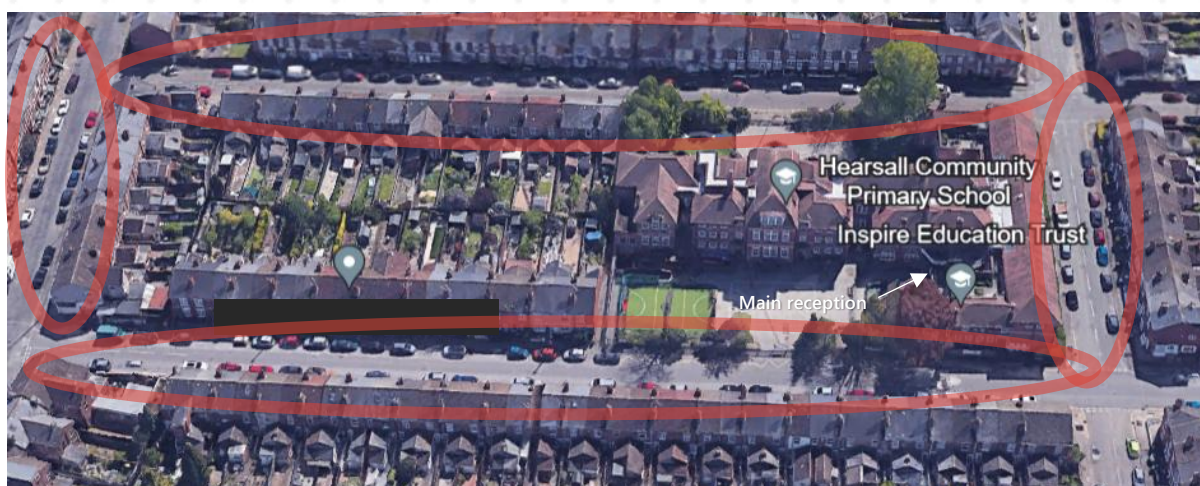 Hearsall Community
Primary School
Inspire Education Trust
Main reception